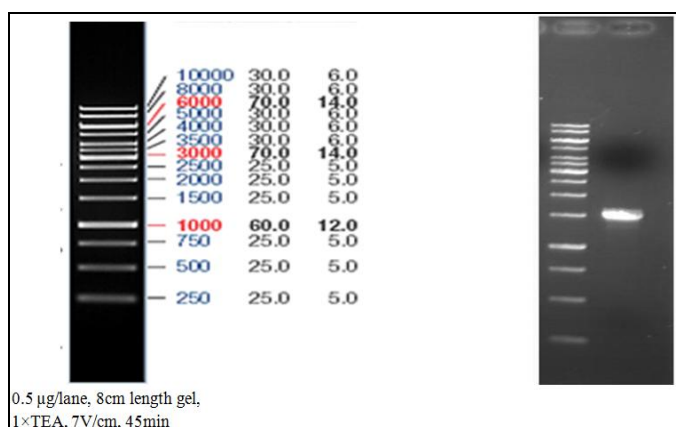 10000 30.0 6.0
8000 30.0 6.0
6000 70.0 14.0
5000 30.0 6.0
4000 30.0 6.0
3500 30.0 6.0
3000 70.0 14.0
2500 25.0 5.0
2000 25.0 5.0
1500 25.0 5.0
1000 60.0 12.0
750 25.0 5.0
500 25.0 5.0
250 25.0 5.0
0.5 µg/lane, 8cm length gel,
1×TEA, 7V/cm, 45min